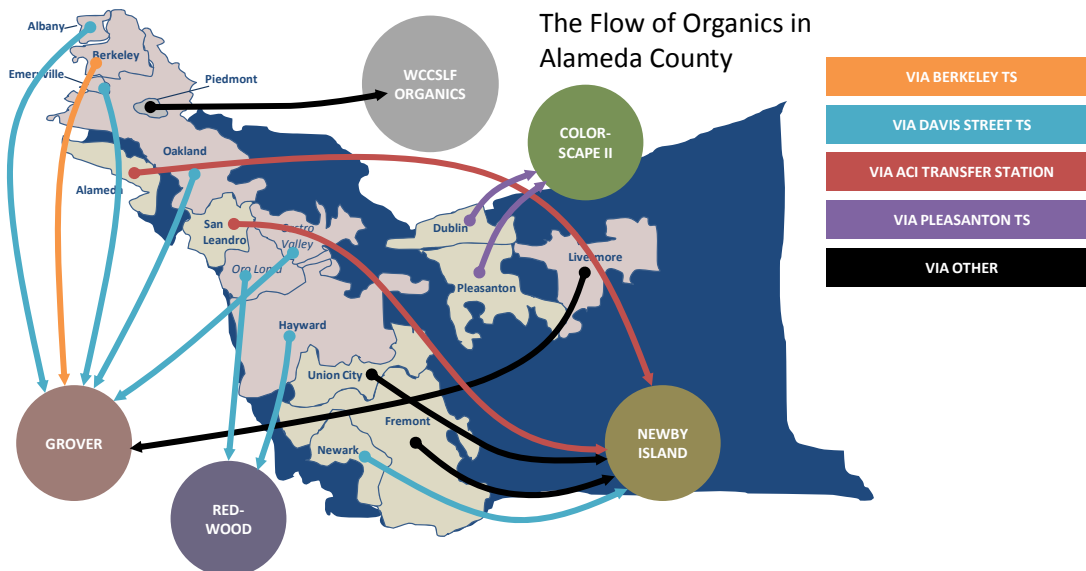 The Flow of Organics in
Alameda County
Albany
Berkeley
Emeryville
Piedmont
WCCSLF
ORGANICS
COLOR-
SCAPE II
VIA BERKELEY TS
VIA DAVIS STREET TS
VIA ACI TRANSFER STATION
VIA PLEASANTON TS
VIA OTHER
Oakland
Alameda
San
Leandro
Castro
Valley
Oro Loma
Dublin
Livermore
Pleasanton
Hayward
Union City
Fremont
Newark
GROVER
RED-
WOOD
NEWBY
ISLAND